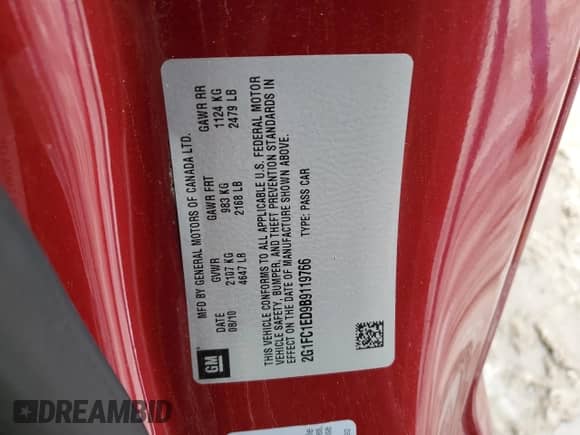 MFD BY GENERAL MOTORS OF CANADA LTD.
DATE GVWR GAWR FRT GAWR RR
08/10 2107 KG 983 KG 1124 KG
4647 LB 2168 LB 2479 LB
THIS VEHICLE CONFORMS TO ALL APPLICABLE U.S. FEDERAL MOTOR
VEHICLE SAFETY, BUMPER, AND THEFT PREVENTION STANDARDS IN
EFFECT ON THE DATE OF MANUFACTURE SHOWN ABOVE.
2G1FC1ED9B9119766 TYPE: PASS CAR
GM
DREAMBID